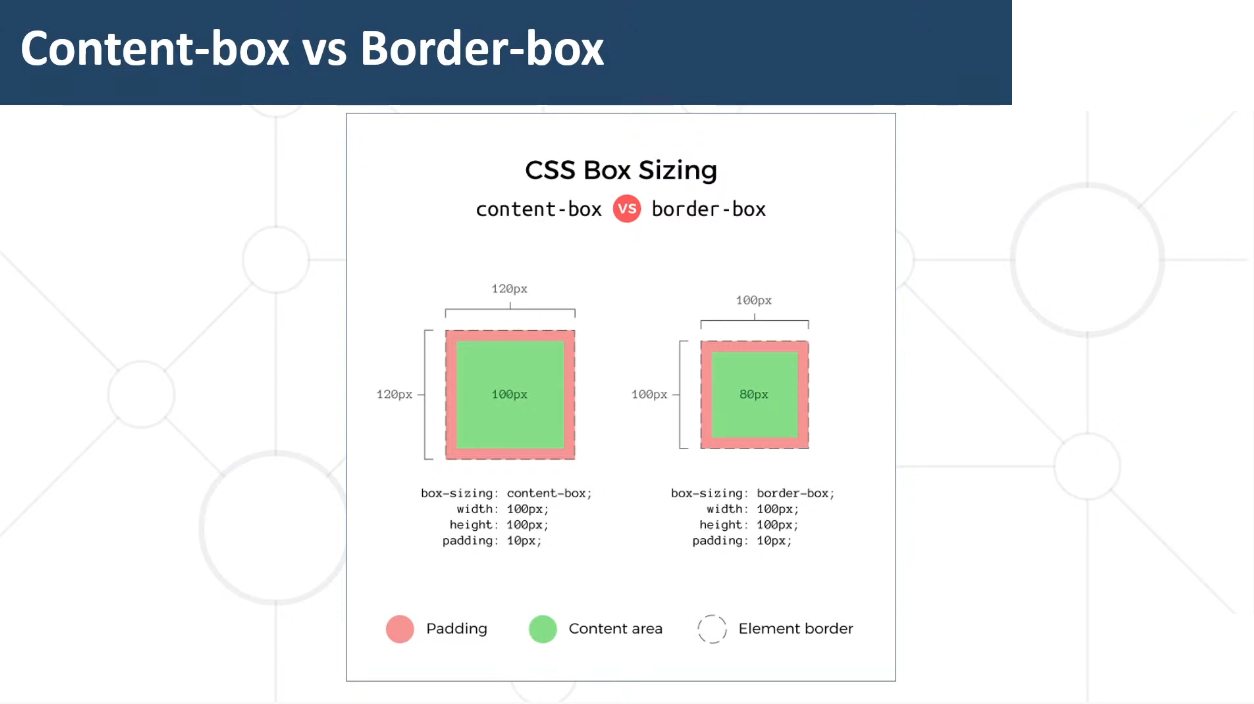 Content-box vs Border-box
CSS Box Sizing
content-box VS border-box
120px
120px
100px
box-sizing: content-box;
width: 100px;
height: 100px;
padding: 10px;
100px
100px
80px
box-sizing: border-box;
width: 100px;
height: 100px;
padding: 10px;
Padding
Content area
Element border